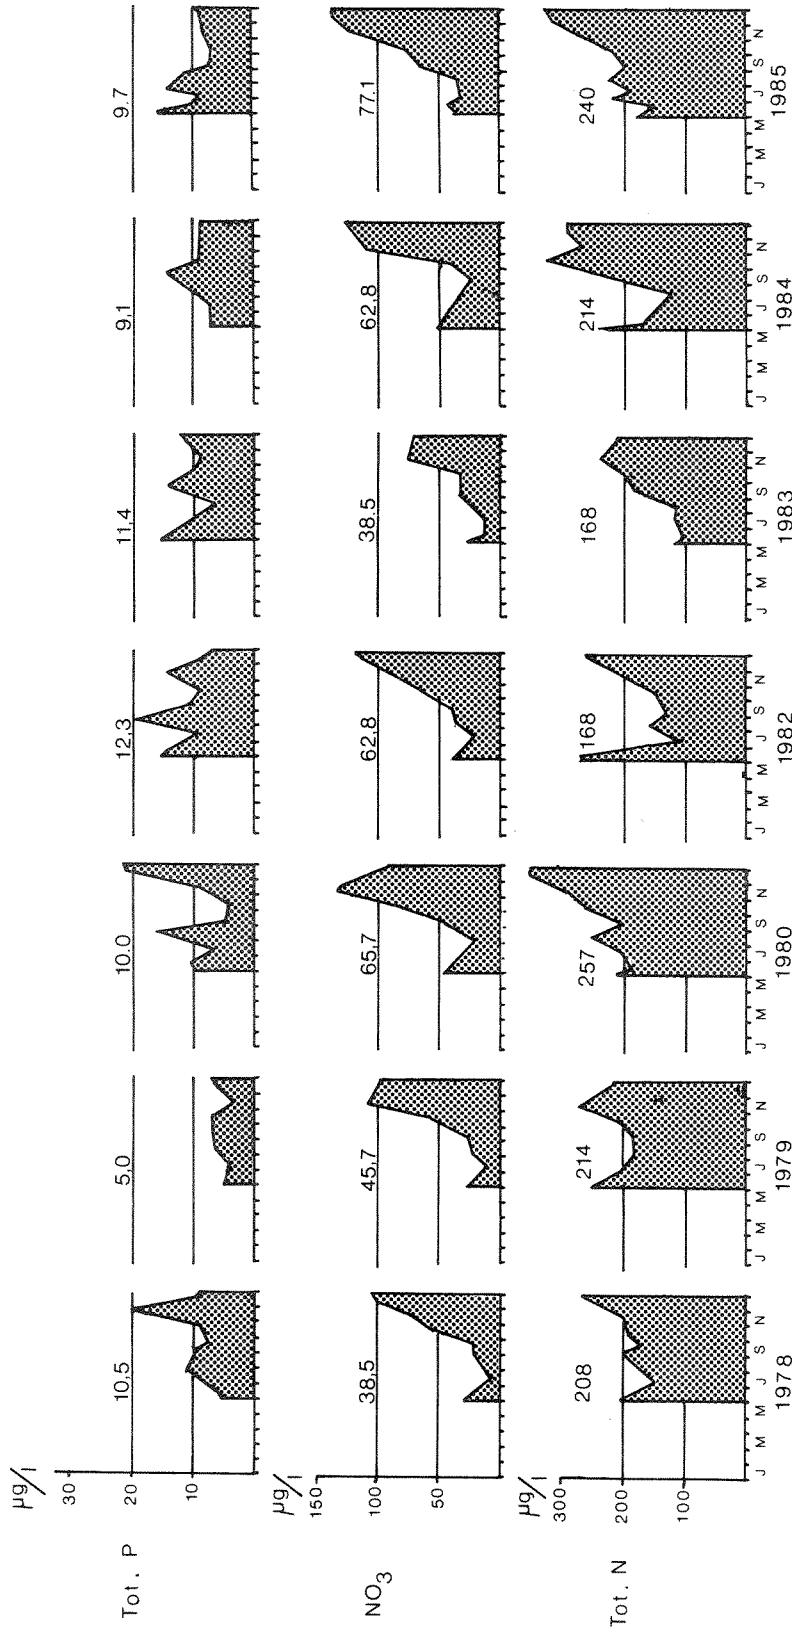 µg/l
30
20
10
Tot. P
10,5
5,0
10.0
12,3
11,4
9,1
9.7
µg/l
150
100
50
NO3
38,5
45,7
65,7
62,8
38.5
62,8
77.1
µg/l
300
200
100
Tot. N
208
214
257
168
168
214
240
J M M J S N
J M M J S N
J M M J S N
J M M J S N
J M M J S N
J M M J S N
J M M J S N
1978
1979
1980
1982
1983
1984
1985